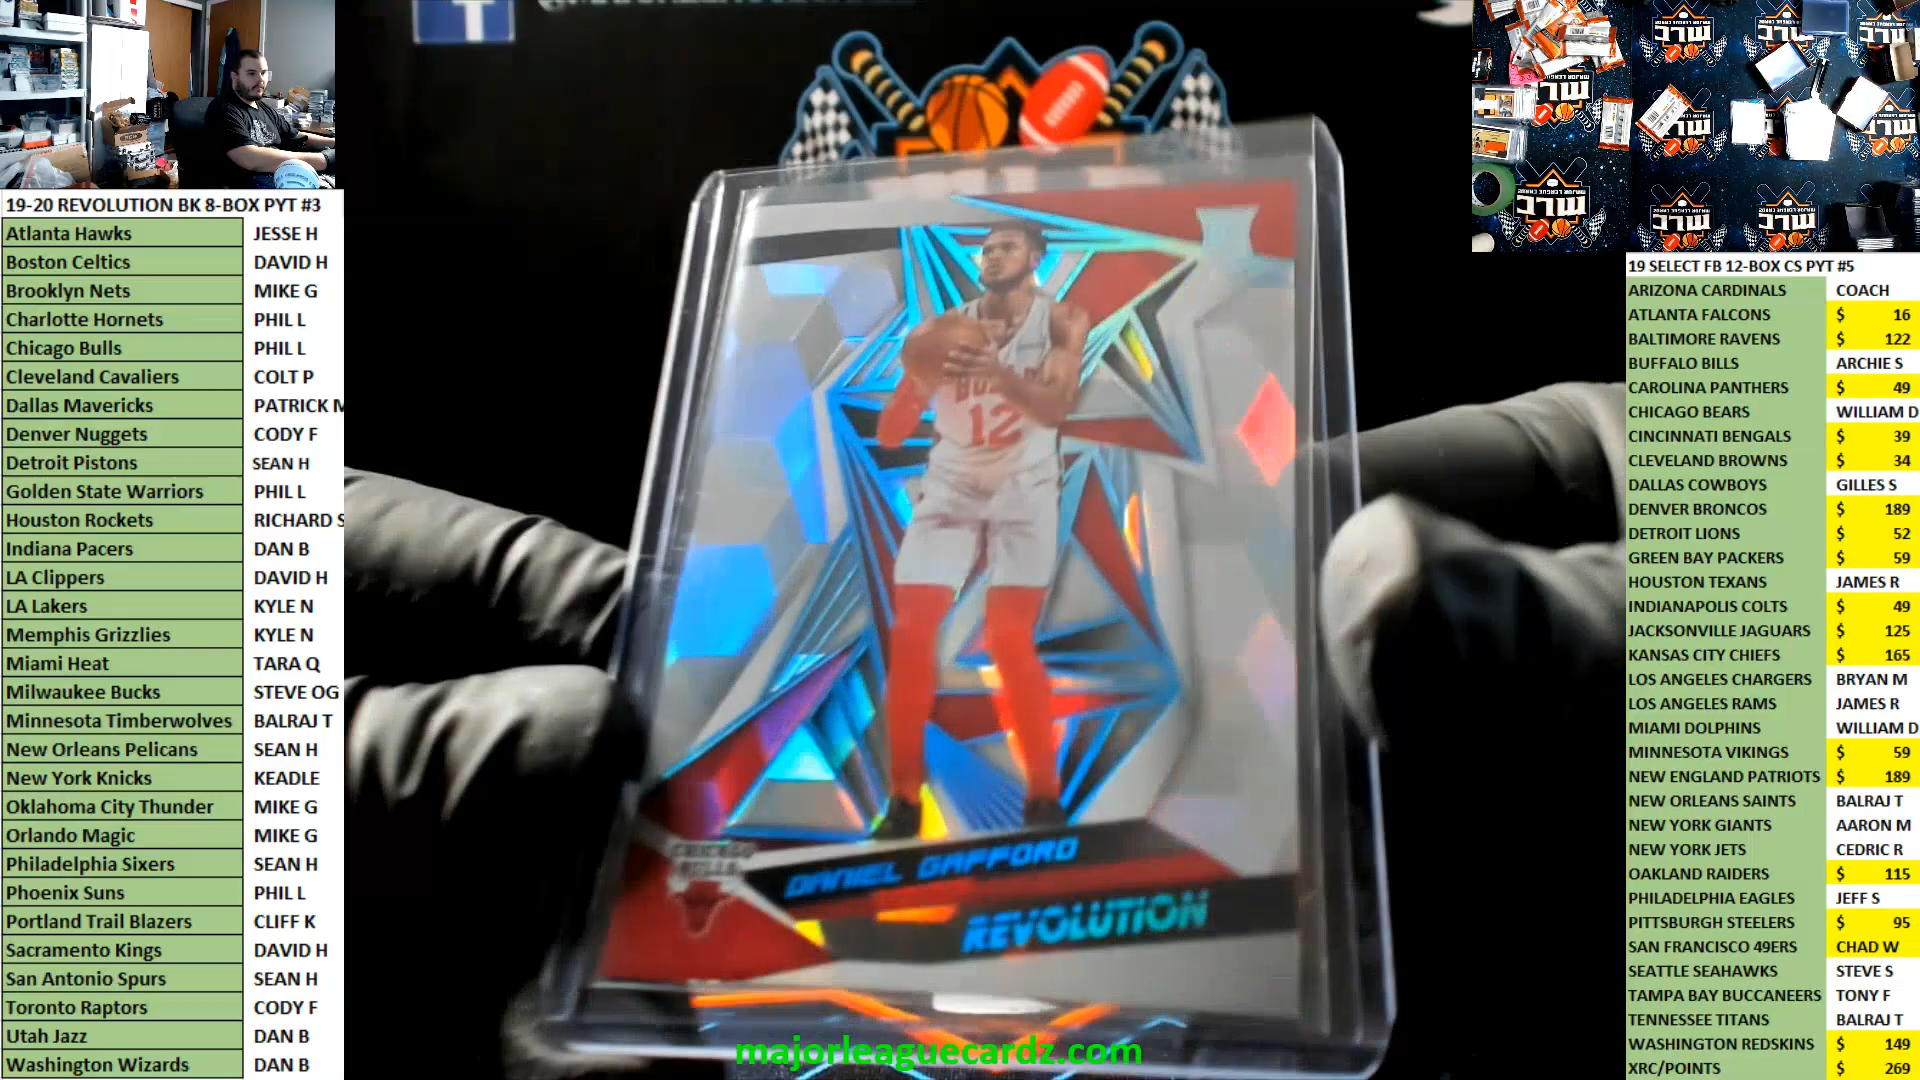 19-20 REVOLUTION BK 8-BOX PYT #3
Atlanta Hawks JESSE H
Boston Celtics DAVID H
Brooklyn Nets MIKE G
Charlotte Hornets PHIL L
Chicago Bulls PHIL L
Cleveland Cavaliers COLT P
Dallas Mavericks PATRICK M
Denver Nuggets CODY F
Detroit Pistons SEAN H
Golden State Warriors PHIL L
Houston Rockets RICHARD S
Indiana Pacers DAN B
LA Clippers DAVID H
LA Lakers KYLE N
Memphis Grizzlies KYLE N
Miami Heat TARA Q
Milwaukee Bucks STEVE OG
Minnesota Timberwolves BALRAJ T
New Orleans Pelicans SEAN H
New York Knicks KEADLE
Oklahoma City Thunder MIKE G
Orlando Magic MIKE G
Philadelphia Sixers SEAN H
Phoenix Suns PHIL L
Portland Trail Blazers CLIFF K
Sacramento Kings DAVID H
San Antonio Spurs SEAN H
Toronto Raptors CODY F
Utah Jazz DAN B
Washington Wizards DAN B
12
CHICAGO
BULLS
DANIEL GAFFORD
REVOLUTION
majorleaguecardz.com
MLC
19 SELECT FB 12-BOX CS PYT #5
ARIZONA CARDINALS COACH
ATLANTA FALCONS $ 16
BALTIMORE RAVENS $ 122
BUFFALO BILLS ARCHIE S
CAROLINA PANTHERS $ 49
CHICAGO BEARS WILLIAM D
CINCINNATI BENGALS $ 39
CLEVELAND BROWNS $ 34
DALLAS COWBOYS GILLES S
DENVER BRONCOS $ 189
DETROIT LIONS $ 52
GREEN BAY PACKERS $ 59
HOUSTON TEXANS JAMES R
INDIANAPOLIS COLTS $ 49
JACKSONVILLE JAGUARS $ 125
KANSAS CITY CHIEFS $ 165
LOS ANGELES CHARGERS BRYAN M
LOS ANGELES RAMS JAMES R
MIAMI DOLPHINS WILLIAM D
MINNESOTA VIKINGS $ 59
NEW ENGLAND PATRIOTS $ 189
NEW ORLEANS SAINTS BALRAJ T
NEW YORK GIANTS AARON M
NEW YORK JETS CEDRIC R
OAKLAND RAIDERS $ 115
PHILADELPHIA EAGLES JEFF S
PITTSBURGH STEELERS $ 95
SAN FRANCISCO 49ERS CHAD W
SEATTLE SEAHAWKS STEVE S
TAMPA BAY BUCCANEERS TONY F
TENNESSEE TITANS BALRAJ T
WASHINGTON REDSKINS $ 149
XRC/POINTS $ 269